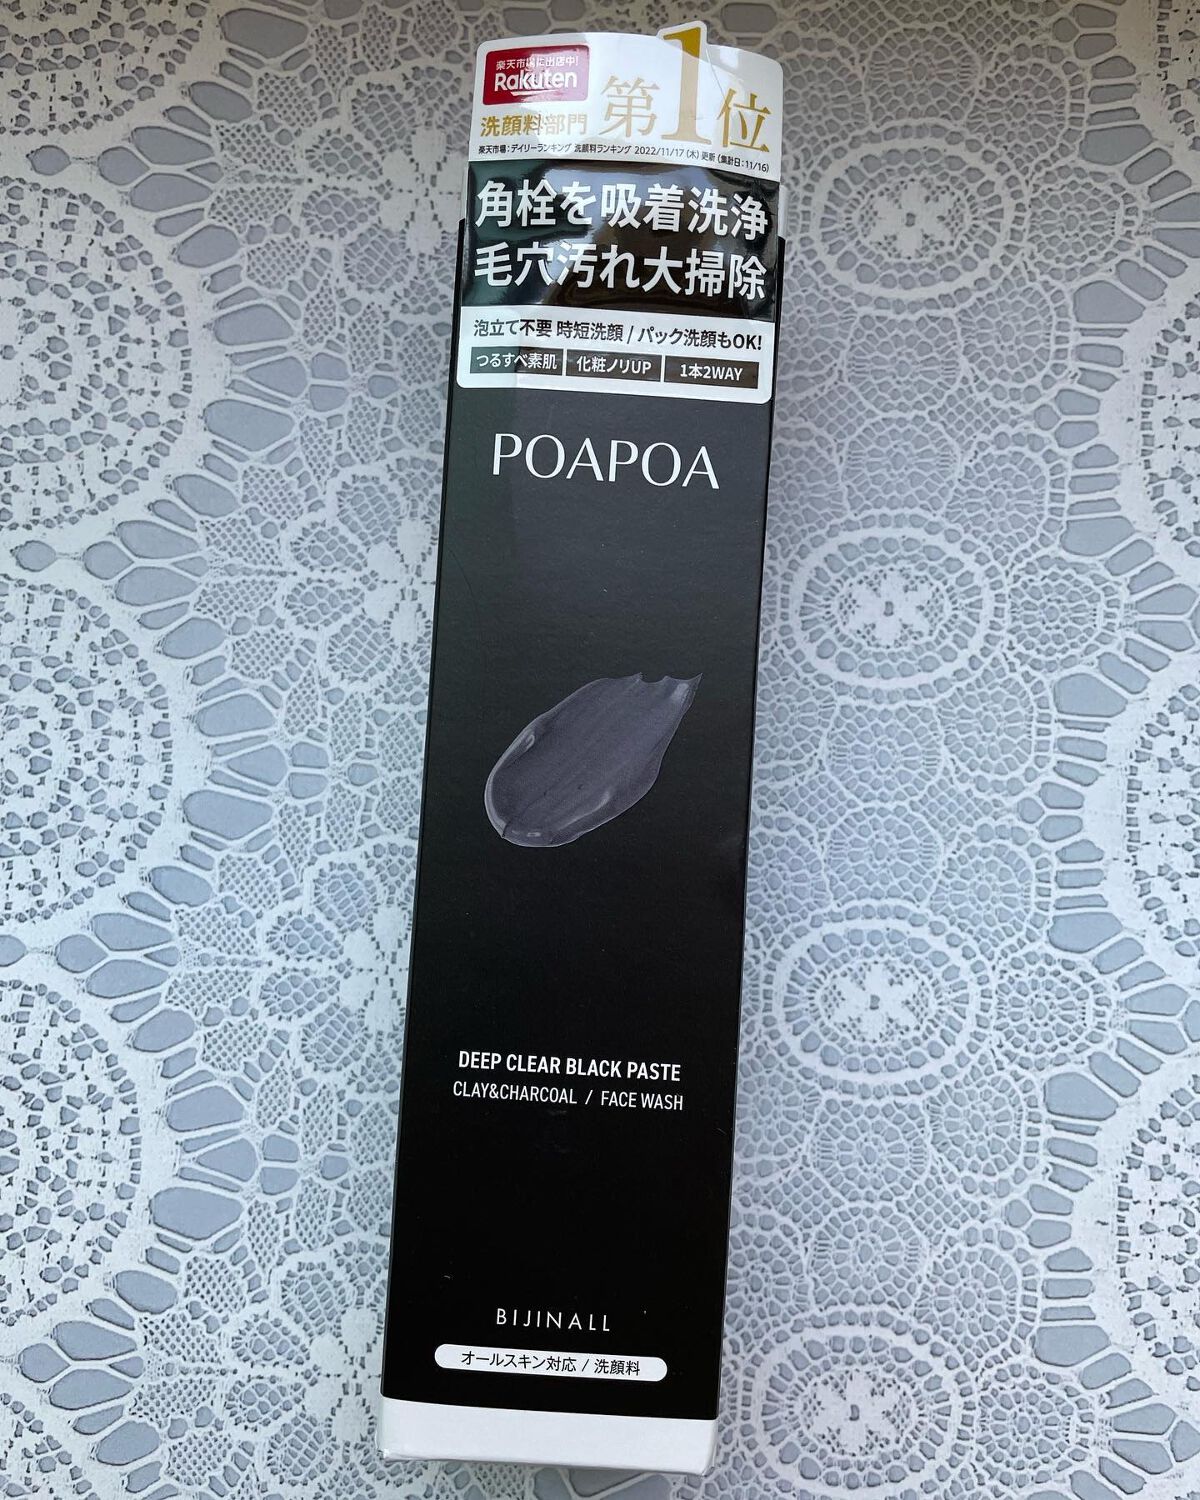 楽天市場に出店中!
Rakuten
洗顔料部門 第1位
楽天市場:デイリーランキング 洗顔料ランキング 2022/11/17(木)更新(集計日:11/16)
角栓を吸着洗浄
毛穴汚れ大掃除
泡立て不要 時短洗顔 / パック洗顔もOK!
つるすべ素肌 化粧ノリUP 1本2WAY
POAPOA
DEEP CLEAR BLACK PASTE
CLAY&CHARCOAL / FACE WASH
BIJINALL
オールスキン対応 / 洗顔料